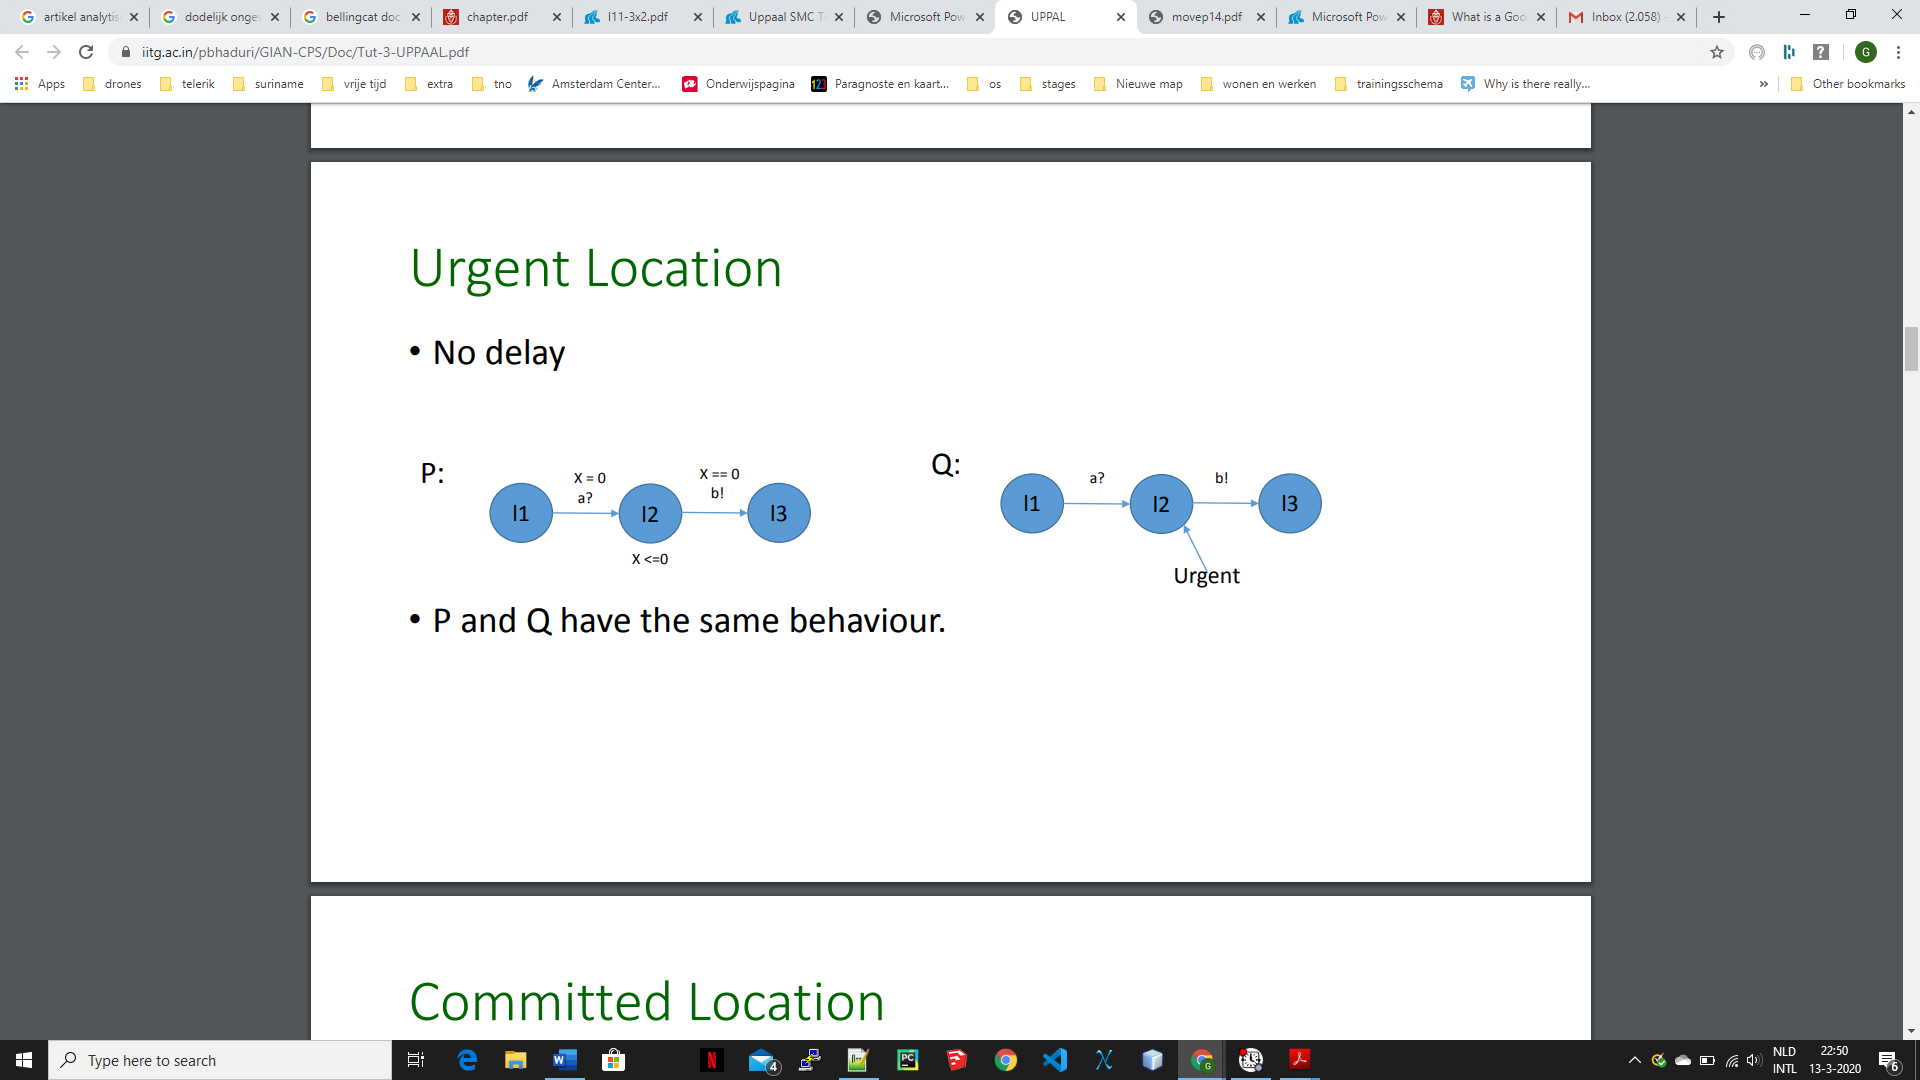 artikel analytis
dodelijk onge
bellingcat doc
chapter.pdf
l11-3x2.pdf
Uppaal SMC T
Microsoft Pow
UPPAL
movep14.pdf
Microsoft Pow
What is a Goo
Inbox (2.058) -
iitg.ac.in/pbhaduri/GIAN-CPS/Doc/Tut-3-UPPAAL.pdf
G
Apps
drones
telerik
suriname
vrije tijd
extra
tno
Amsterdam Center...
Onderwijspagina
123
Paragnoste en kaart...
os
stages
Nieuwe map
wonen en werken
trainingsschema
Why is there really...
»
Other bookmarks
Urgent Location
• No delay
P:
X = 0
a?
X == 0
b!
l1
l2
l3
X <=0
Q:
a?
b!
l1
l2
l3
Urgent
• P and Q have the same behaviour.
Committed Location
Type here to search
4
NLD
INTL
22:50
13-3-2020
6